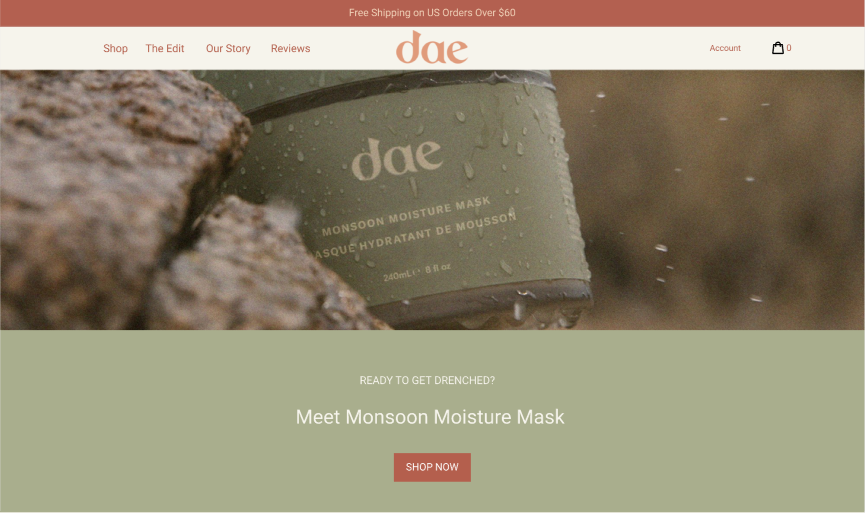 Free Shipping on US Orders Over $60
Shop The Edit Our Story Reviews dae Account 0
dae
MONSOON MOISTURE MASK
ASQUE HYDRATANT DE MOUSSON
240mL · 8 fl oz
READY TO GET DRENCHED?
Meet Monsoon Moisture Mask
SHOP NOW